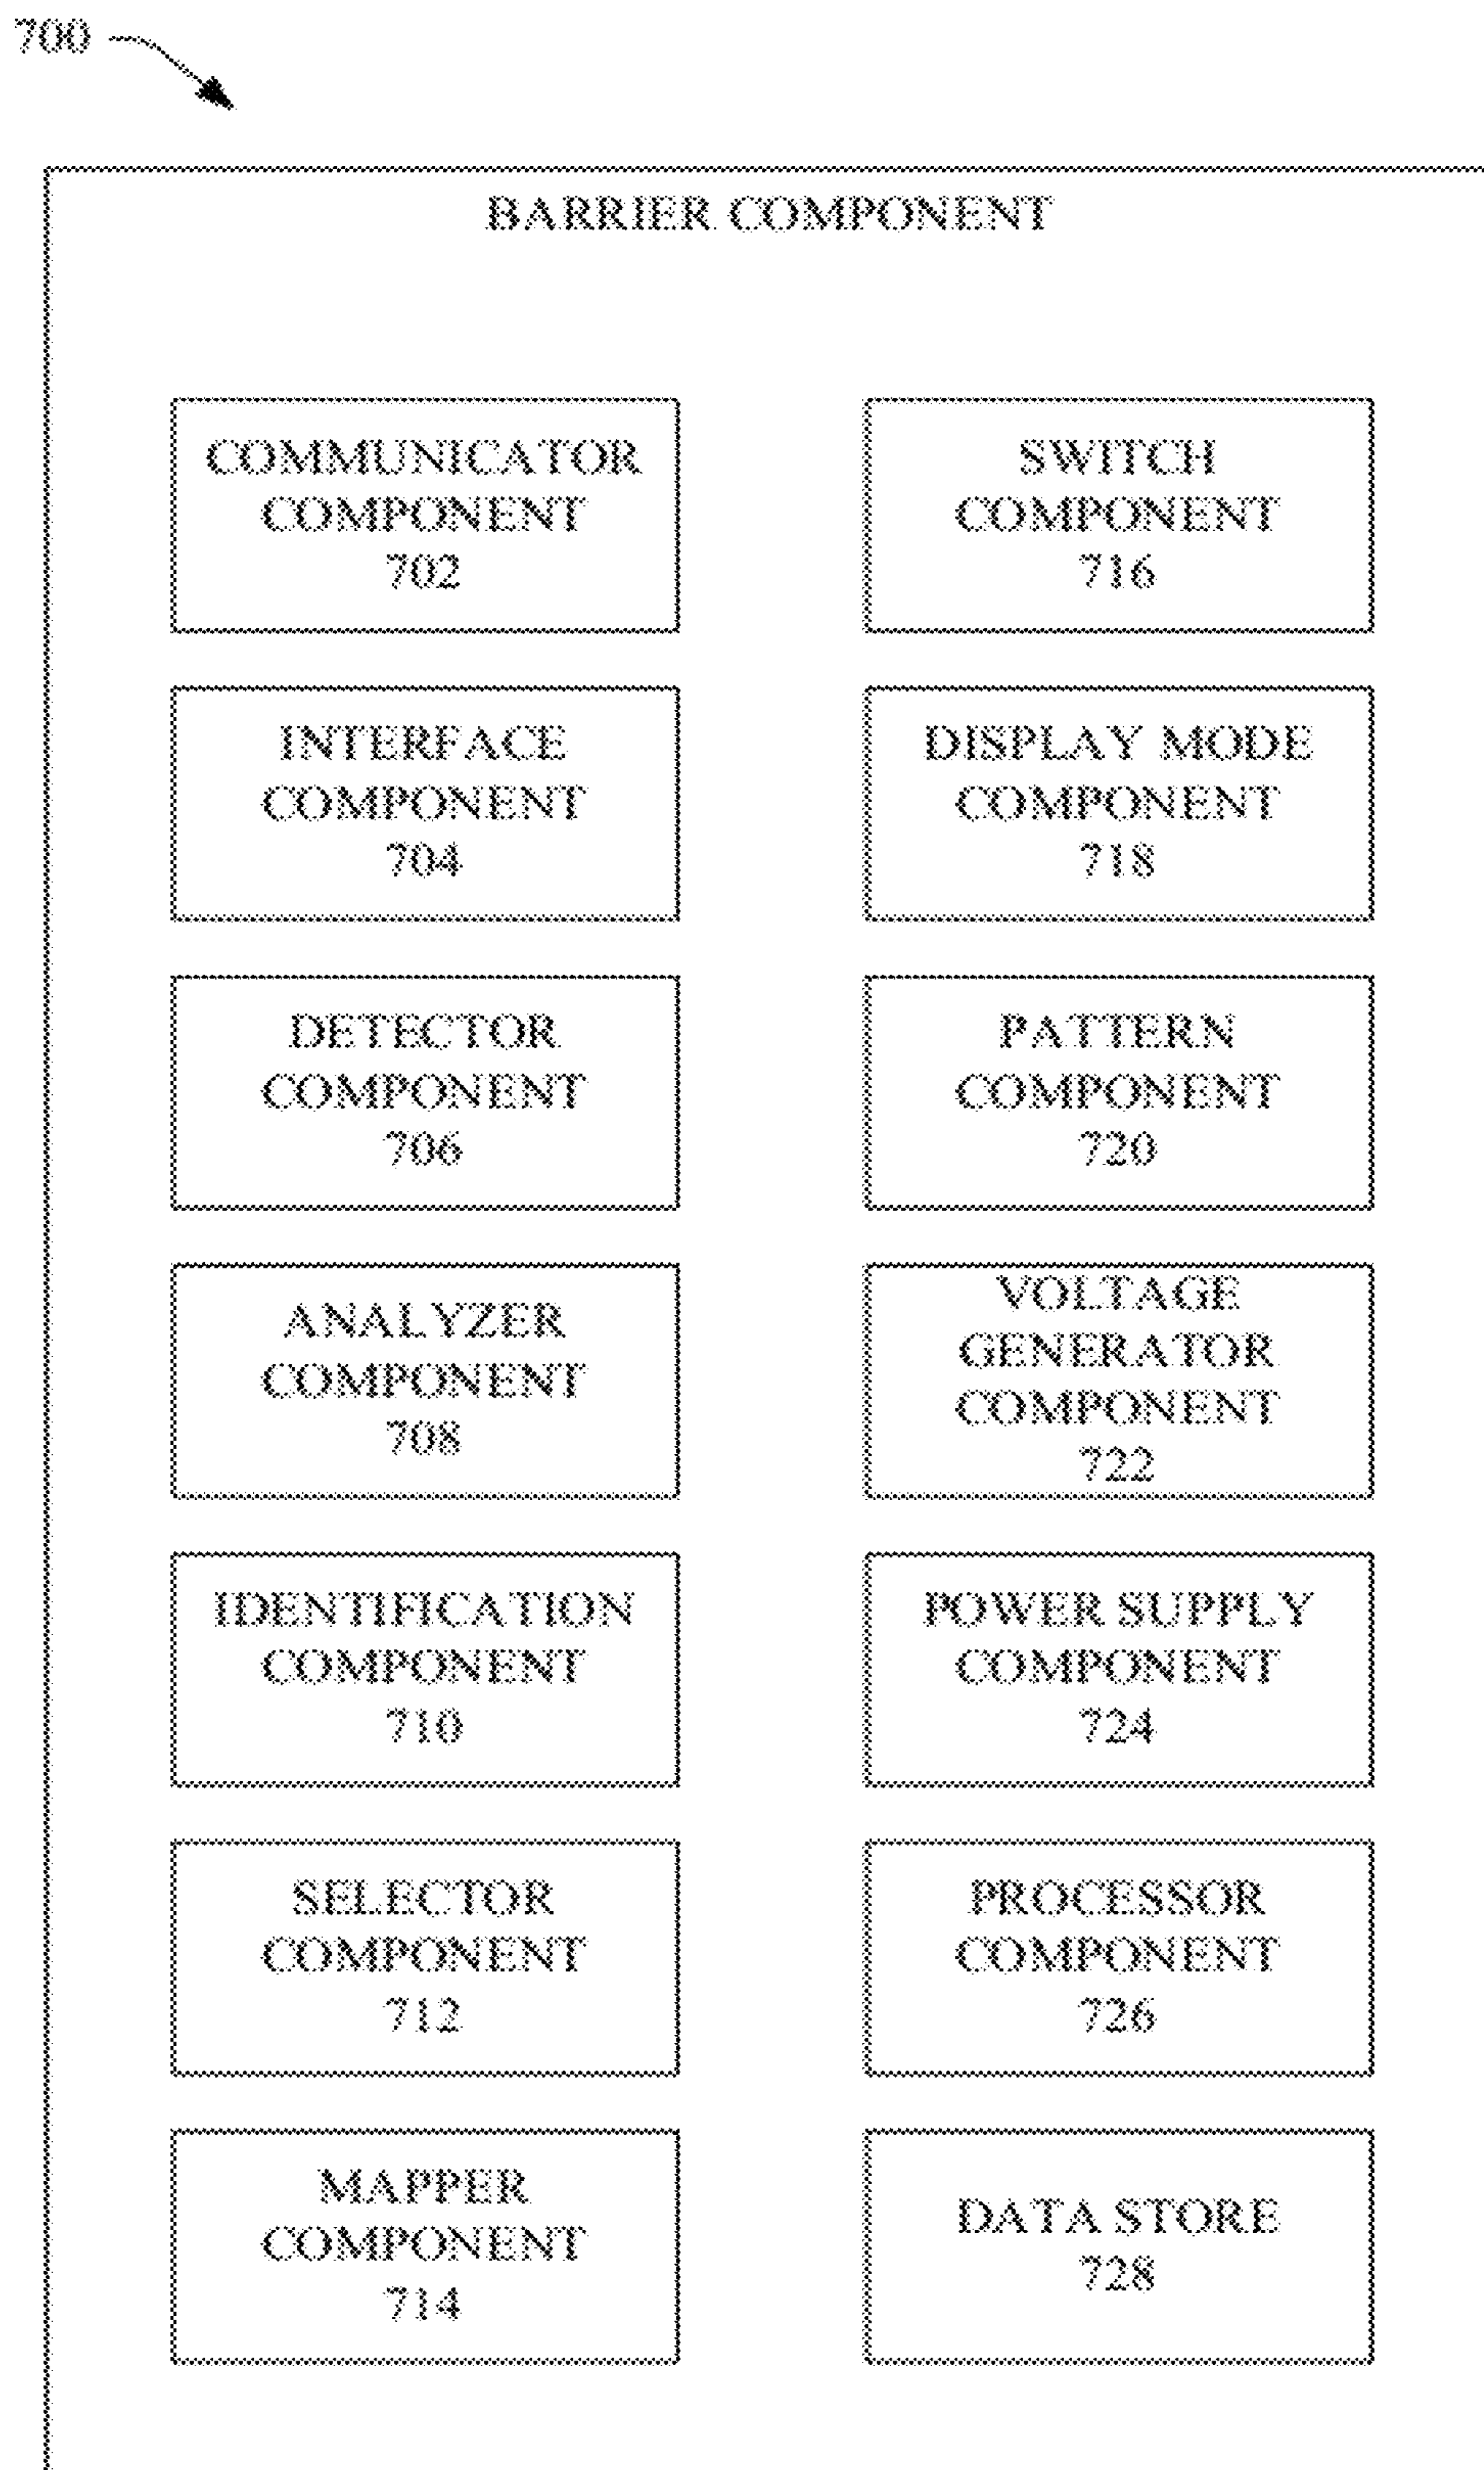 700
BARRIER COMPONENT
COMMUNICATOR
COMPONENT
702
INTERFACE
COMPONENT
704
DETECTOR
COMPONENT
706
ANALYZER
COMPONENT
708
IDENTIFICATION
COMPONENT
710
SELECTOR
COMPONENT
712
MAPPER
COMPONENT
714
SWITCH
COMPONENT
716
DISPLAY MODE
COMPONENT
718
PATTERN
COMPONENT
720
VOLTAGE
GENERATOR
COMPONENT
722
POWER SUPPLY
COMPONENT
724
PROCESSOR
COMPONENT
726
DATA STORE
728